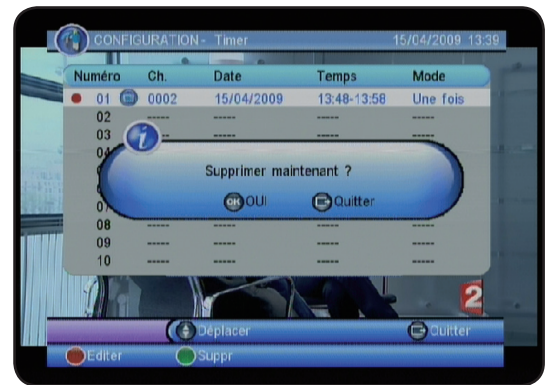 CONFIGURATION - Timer 15/04/2009 13:39
Numéro Ch. Date Temps Mode
01 0002 15/04/2009 13:48-13:58 Une fois
02 ----- ----- ----- -----
03 ----- ----- ----- -----
Supprimer maintenant ?
OK OUI Quitter
08 ----- ----- ----- -----
09 ----- ----- ----- -----
10 ----- ----- ----- -----
2
Déplacer Quitter
Editer Suppr